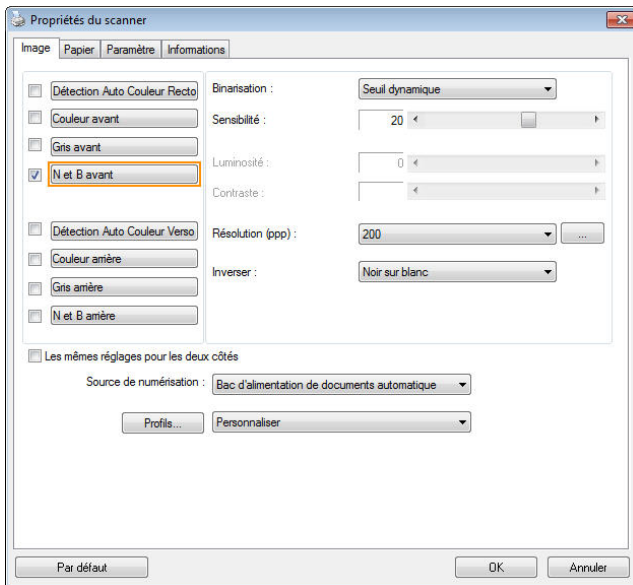 Propriétés du scanner
Image Papier Paramètre Informations
Détection Auto Couleur Recto
Couleur avant
Gris avant
N et B avant
Détection Auto Couleur Verso
Couleur arrière
Gris arrière
N et B arrière
Binarisation : Seuil dynamique
Sensibilité : 20
Luminosité : 0
Contraste :
Résolution (ppp) : 200 ...
Inverser : Noir sur blanc
Les mêmes réglages pour les deux côtés
Source de numérisation : Bac d'alimentation de documents automatique
Profils... Personnaliser
Par défaut OK Annuler